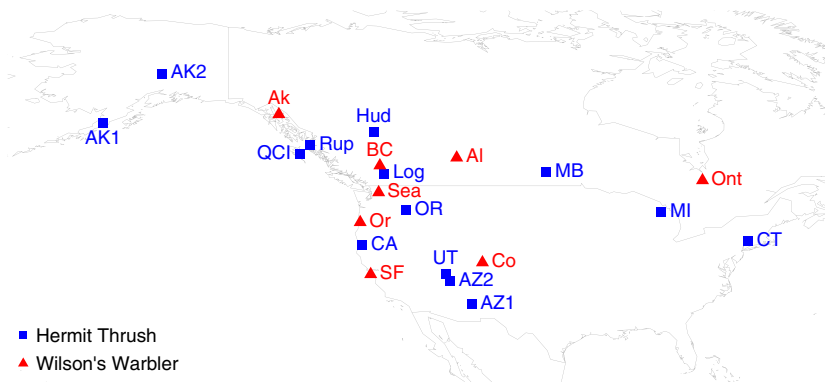 AK2
Ak
AK1
Hud
Rup
QCI
BC
Al
Log
MB
Ont
Sea
OR
MI
Or
CA
CT
UT
Co
SF
AZ2
AZ1
Hermit Thrush
Wilson's Warbler